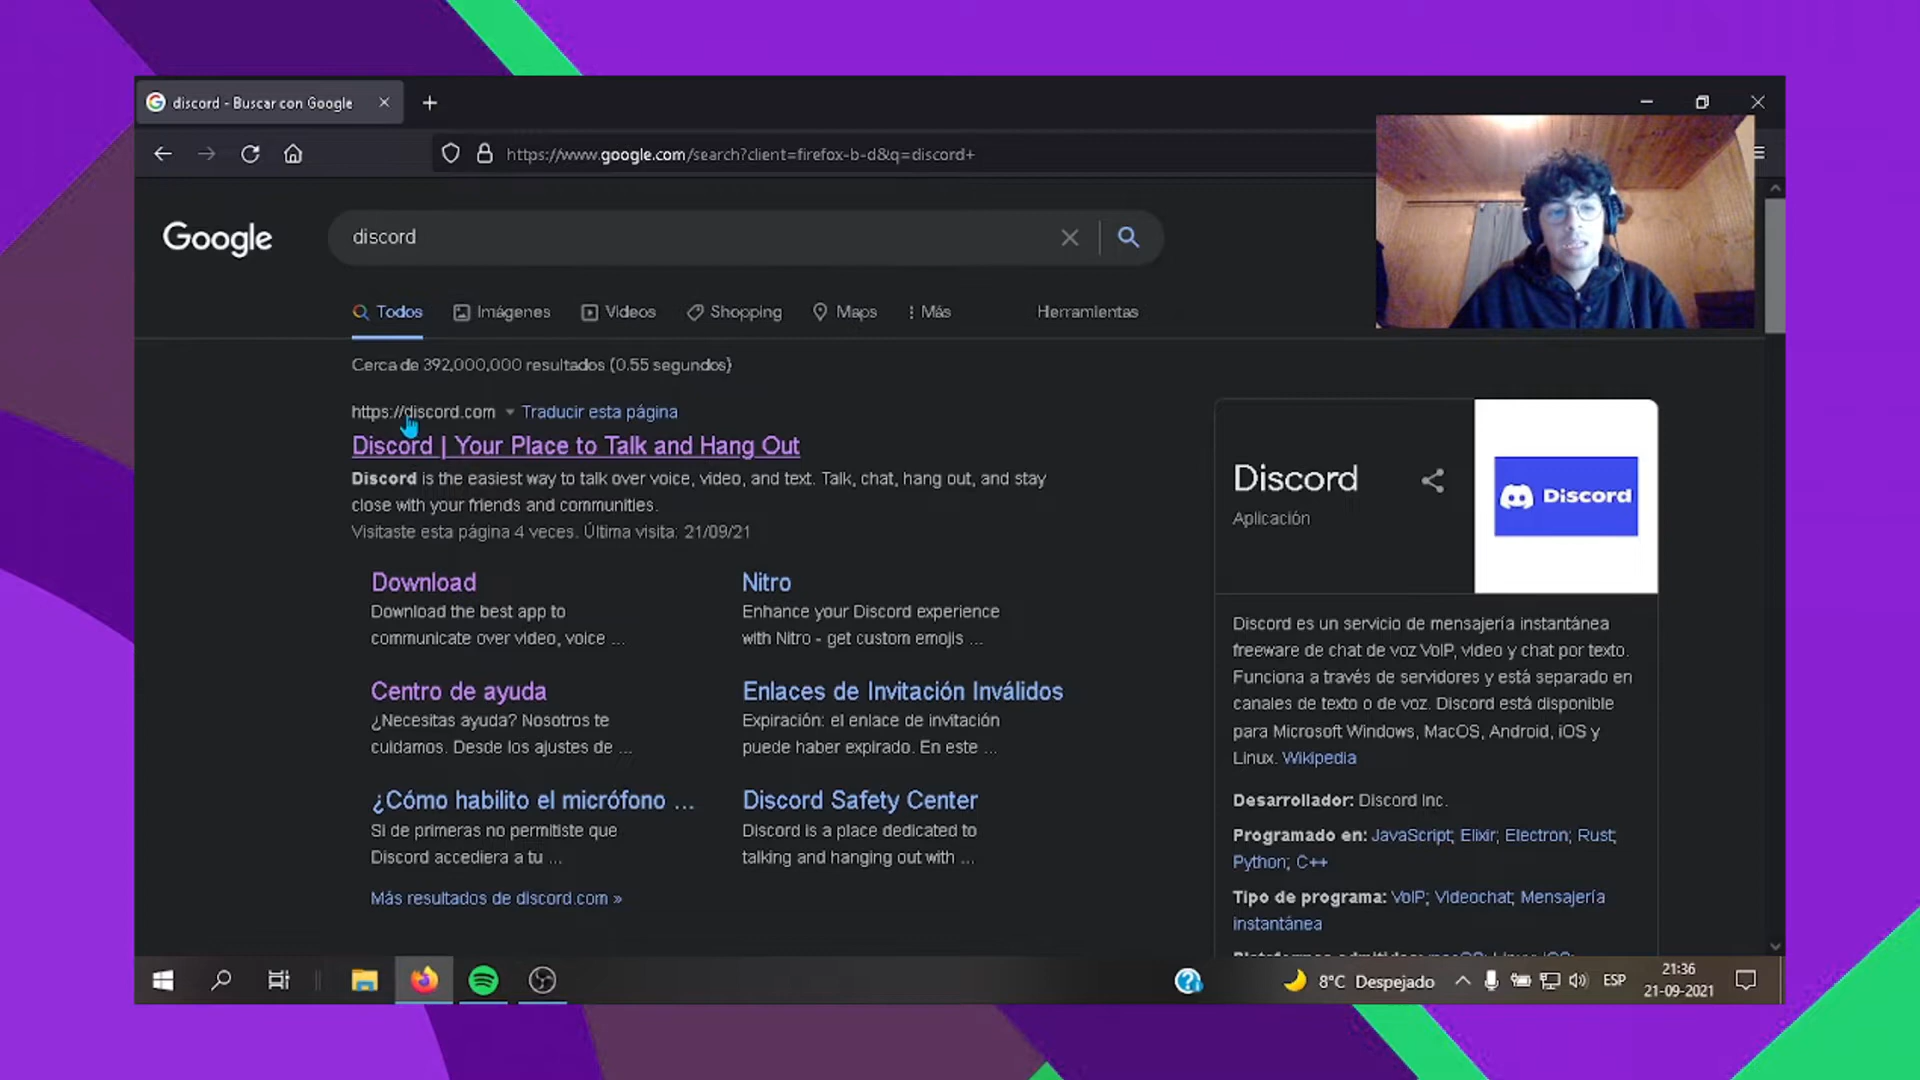 discord - Buscar con Google
https://www.google.com/search?client=firefox-b-d&q=discord+
Google
discord
Todos
Imágenes
Videos
Shopping
Maps
Más
Herramientas
Cerca de 392,000,000 resultados (0.55 segundos)
https://discord.com
Traducir esta página
Discord | Your Place to Talk and Hang Out
Discord is the easiest way to talk over voice, video, and text. Talk, chat, hang out, and stay
close with your friends and communities.
Visitaste esta página 4 veces. Última visita: 21/09/21
Download
Download the best app to
communicate over video, voice ...
Nitro
Enhance your Discord experience
with Nitro - get custom emojis ...
Centro de ayuda
¿Necesitas ayuda? Nosotros te
cuidamos. Desde los ajustes de ...
Enlaces de Invitación Inválidos
Expiración: el enlace de invitación
puede haber expirado. En este ...
¿Cómo habilito el micrófono ...
Si de primeras no permitiste que
Discord accediera a tu ...
Discord Safety Center
Discord is a place dedicated to
talking and hanging out with ...
Más resultados de discord.com »
Discord
Aplicación
Discord
Discord es un servicio de mensajería instantánea
freeware de chat de voz VoIP, video y chat por texto.
Funciona a través de servidores y está separado en
canales de texto o de voz. Discord está disponible
para Microsoft Windows, MacOS, Android, iOS y
Linux. Wikipedia
Desarrollador: Discord Inc.
Programado en: JavaScript; Elixir; Electron; Rust;
Python; C++
Tipo de programa: VoIP; Videochat; Mensajería
instantánea
8°C Despejado
ESP
21:36
21-09-2021